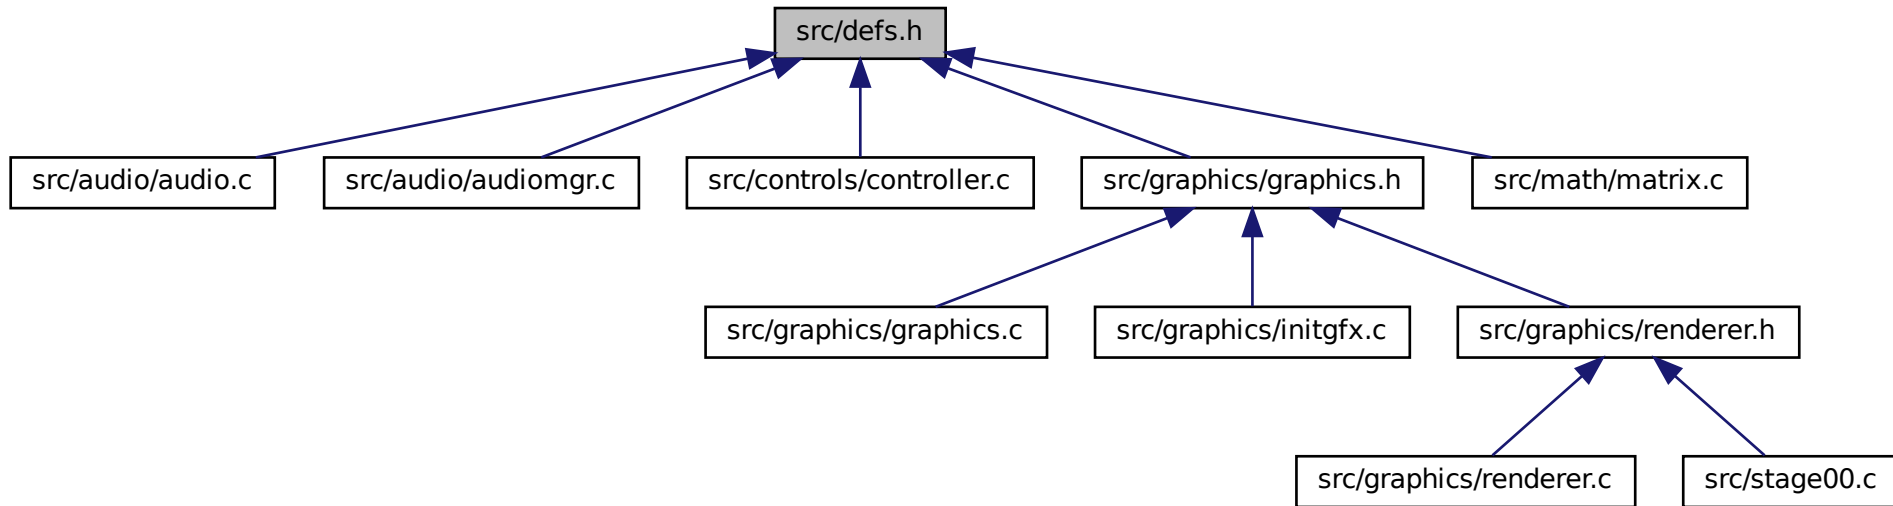 src/defs.h
src/audio/audio.c
src/audio/audiomgr.c
src/controls/controller.c
src/graphics/graphics.h
src/math/matrix.c
src/graphics/graphics.c
src/graphics/initgfx.c
src/graphics/renderer.h
src/graphics/renderer.c
src/stage00.c